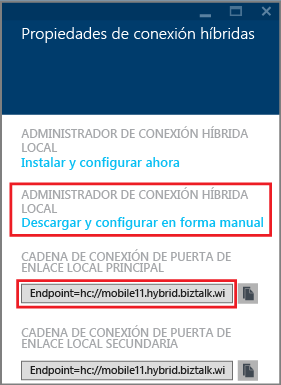 Propiedades de conexión híbridas
ADMINISTRADOR DE CONEXIÓN HÍBRIDA
LOCAL
Instalar y configurar ahora
ADMINISTRADOR DE CONEXIÓN HÍBRIDA
LOCAL
Descargar y configurar en forma manual
CADENA DE CONEXIÓN DE PUERTA DE
ENLACE LOCAL PRINCIPAL
Endpoint=hc://mobile11.hybrid.biztalk.wi
CADENA DE CONEXIÓN DE PUERTA DE
ENLACE LOCAL SECUNDARIA
Endpoint=hc://mobile11.hybrid.biztalk.wi